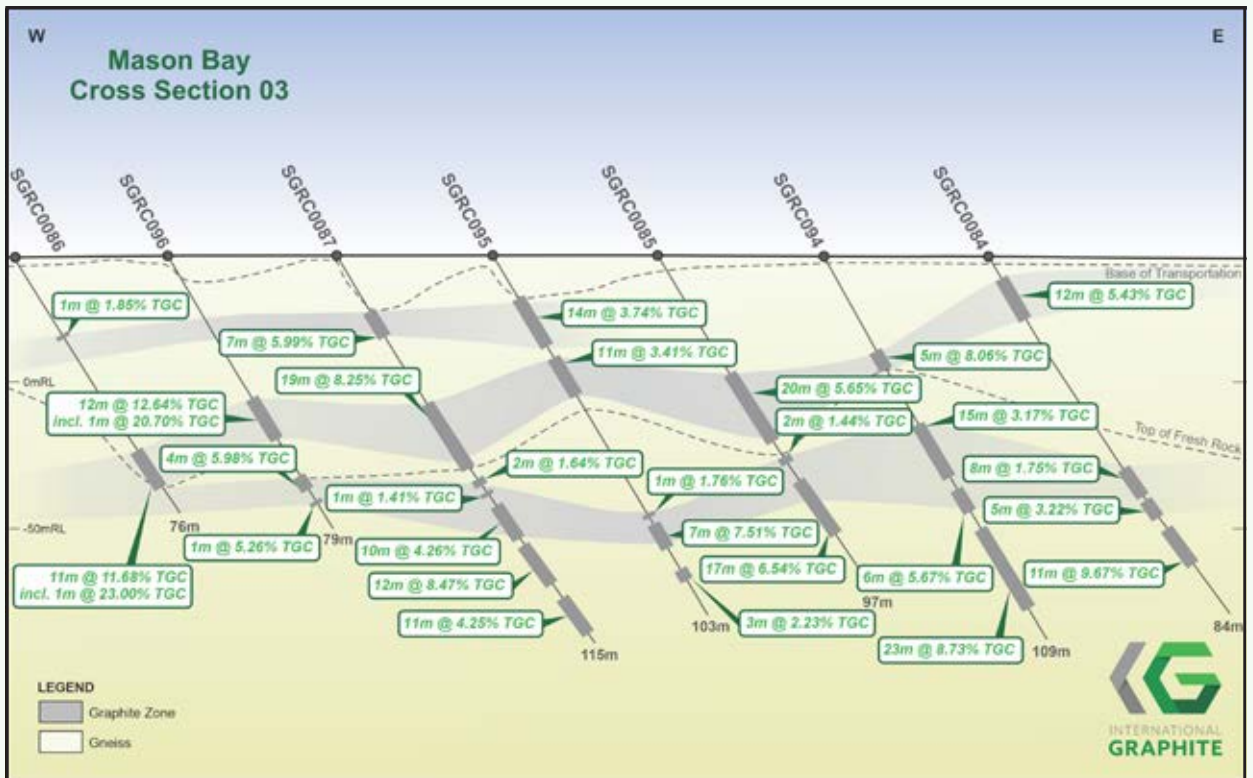 W
E
Mason Bay
Cross Section 03
SGRC0086
SGRC096
SGRC0087
SGRC095
SGRC0085
SGRC094
SGRC0084
Base of Transportation
1m @ 1.85% TGC
12m @ 5.43% TGC
14m @ 3.74% TGC
7m @ 5.99% TGC
11m @ 3.41% TGC
5m @ 8.06% TGC
0mRL
19m @ 8.25% TGC
20m @ 5.65% TGC
12m @ 12.64% TGC
incl. 1m @ 20.70% TGC
15m @ 3.17% TGC
2m @ 1.44% TGC
Top of Fresh Rock
4m @ 5.98% TGC
2m @ 1.64% TGC
8m @ 1.75% TGC
1m @ 1.41% TGC
1m @ 1.76% TGC
5m @ 3.22% TGC
-50mRL
76m
1m @ 5.26% TGC
79m
10m @ 4.26% TGC
7m @ 7.51% TGC
17m @ 6.54% TGC
11m @ 11.68% TGC
incl. 1m @ 23.00% TGC
12m @ 8.47% TGC
6m @ 5.67% TGC
11m @ 9.67% TGC
97m
11m @ 4.25% TGC
103m
3m @ 2.23% TGC
84m
115m
23m @ 8.73% TGC
109m
LEGEND
Graphite Zone
Gneiss
INTERNATIONAL
GRAPHITE